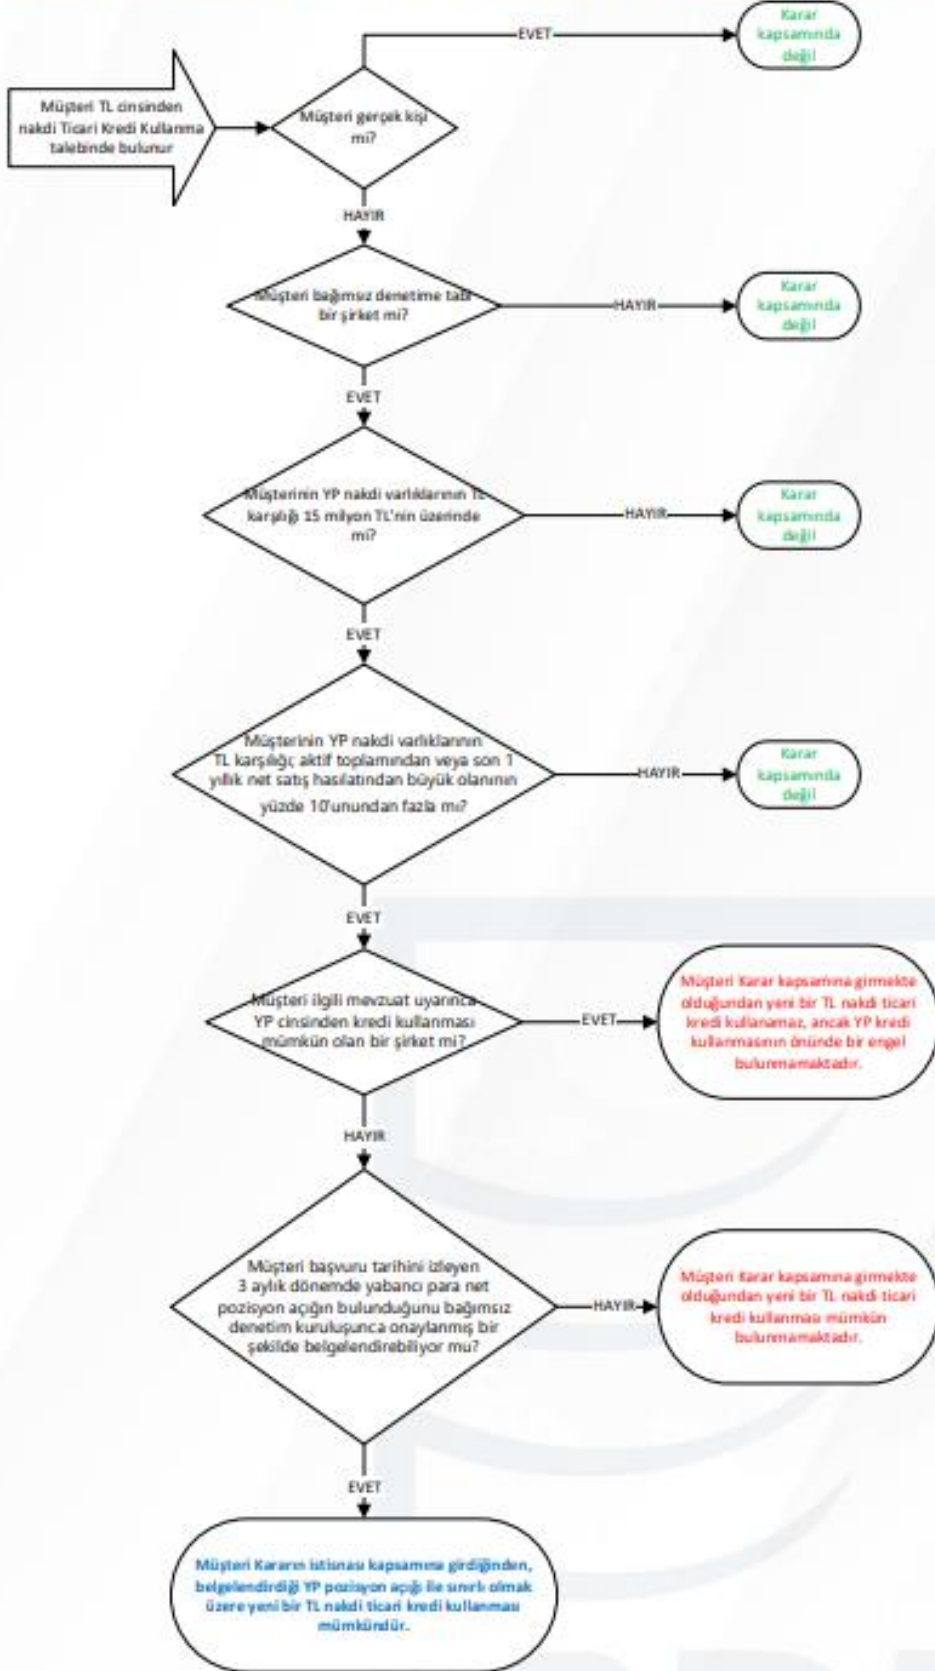 Karar
kapsamında
değil
EVET
Müşteri TL cinsinden
nakdi Ticari Kredi Kullanma
talebinde bulunur
Müşteri gerçek kişi
mi?
HAYIR
Müşteri bağımsız denetime tabi
bir şirket mi?
HAYIR
Karar
kapsamında
değil
EVET
Müşterinin YP nakdi varlıklarının TL
karşılığı 15 milyon TL'nin üzerinde
mi?
HAYIR
Karar
kapsamında
değil
EVET
Müşterinin YP nakdi varlıklarının
TL karşılığı; aktif toplamından veya son 1
yıllık net satış hasılatından büyük olanının
yüzde 10'unundan fazla mı?
HAYIR
Karar
kapsamında
değil
EVET
Müşteri ilgili mevzuat uyarınca
YP cinsinden kredi kullanması
mümkün olan bir şirket mi?
EVET
Müşteri Karar kapsamına girmekte
olduğundan yeni bir TL nakdi ticari
kredi kullanamaz, ancak YP kredi
kullanmasının önünde bir engel
bulunmamaktadır.
HAYIR
Müşteri başvuru tarihini izleyen
3 aylık dönemde yabancı para net
pozisyon açığın bulunduğunu bağımsız
denetim kuruluşunca onaylanmış bir
şekilde belgelendirebiliyor mu?
HAYIR
Müşteri Karar kapsamına girmekte
olduğundan yeni bir TL nakdi ticari
kredi kullanması mümkün
bulunmamaktadır.
EVET
Müşteri Kararın istisnası kapsamına girdiğinden,
belgelendirdiği YP pozisyon açığı ile sınırlı olmak
üzere yeni bir TL nakdi ticari kredi kullanması
mümkündür.